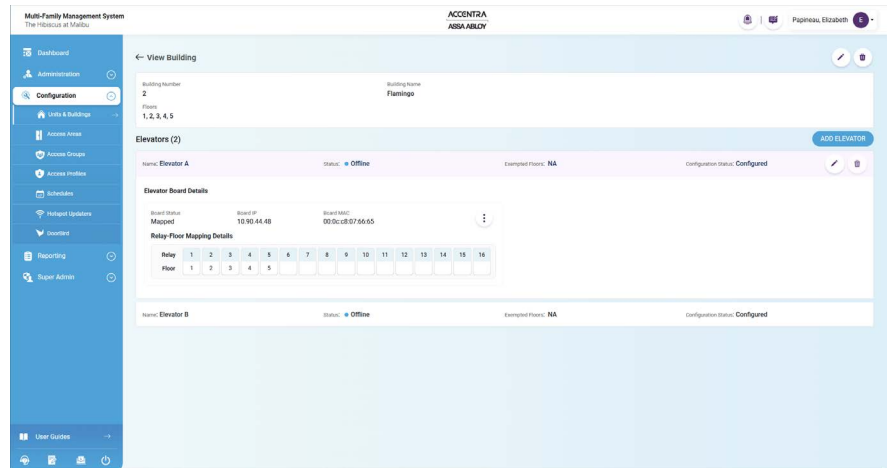 Multi-Family Management System
The Hibiscus at Malibu
ACCENTRA
ASSA ABLOY
Papineau, Elizabeth E
Dashboard
Administration
Configuration
Units & Buildings
Access Areas
Access Groups
Access Profiles
Schedules
Hotspot Updaters
DoorBird
Reporting
Super Admin
User Guides
← View Building
Building Number
2
Building Name
Flamingo
Floors
1, 2, 3, 4, 5
Elevators (2)
ADD ELEVATOR
Name: Elevator A Status: Offline Exempted Floors: NA Configuration Status: Configured
Elevator Board Details
Board Status Board IP Board MAC
Mapped 10.90.44.48 00:0c:c8:07:66:65
Relay-Floor Mapping Details
Relay 1 2 3 4 5 6 7 8 9 10 11 12 13 14 15 16
Floor 1 2 3 4 5
Name: Elevator B Status: Offline Exempted Floors: NA Configuration Status: Configured